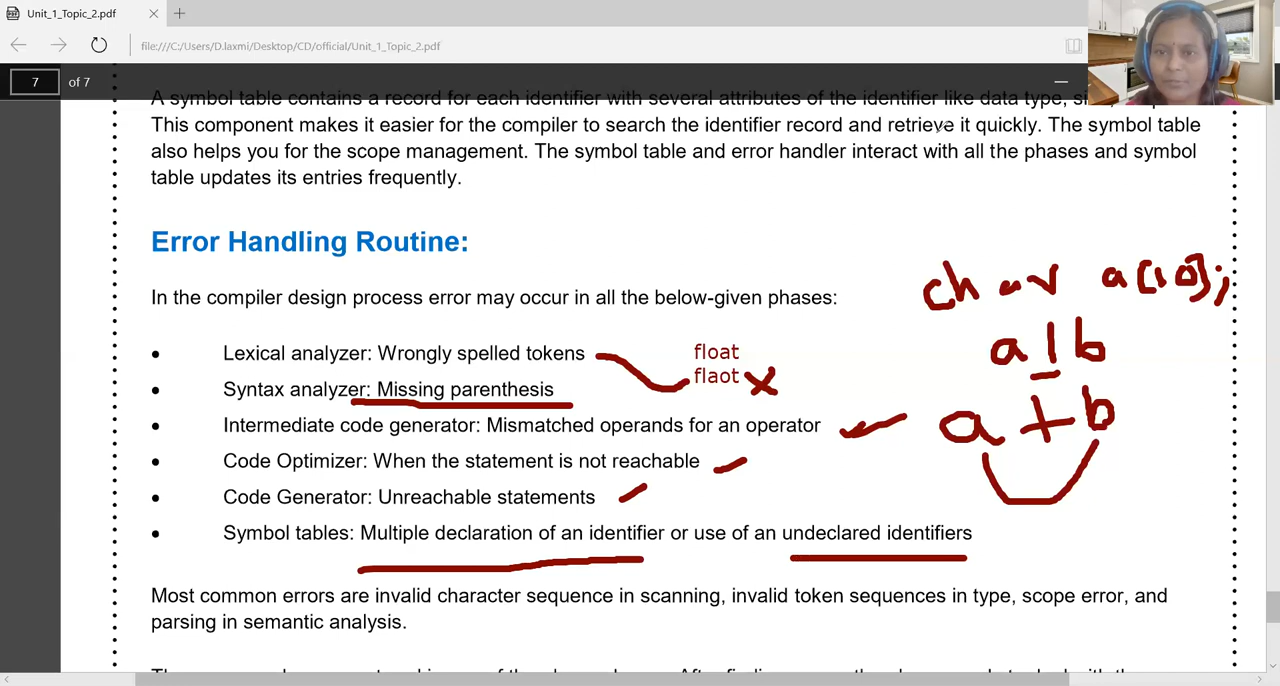 Unit_1_Topic_2.pdf
file:///C:/Users/D.laxmi/Desktop/CD/official/Unit_1_Topic_2.pdf
7 of 7
A symbol table contains a record for each identifier with several attributes of the identifier like data type,
This component makes it easier for the compiler to search the identifier record and retrieve it quickly. The symbol table
also helps you for the scope management. The symbol table and error handler interact with all the phases and symbol
table updates its entries frequently.
Error Handling Routine:
In the compiler design process error may occur in all the below-given phases:
char a[10];
• Lexical analyzer: Wrongly spelled tokens
float
a | b
flaot
• Syntax analyzer: Missing parenthesis
• Intermediate code generator: Mismatched operands for an operator
a + b
• Code Optimizer: When the statement is not reachable
• Code Generator: Unreachable statements
• Symbol tables: Multiple declaration of an identifier or use of an undeclared identifiers
Most common errors are invalid character sequence in scanning, invalid token sequences in type, scope error, and
parsing in semantic analysis.